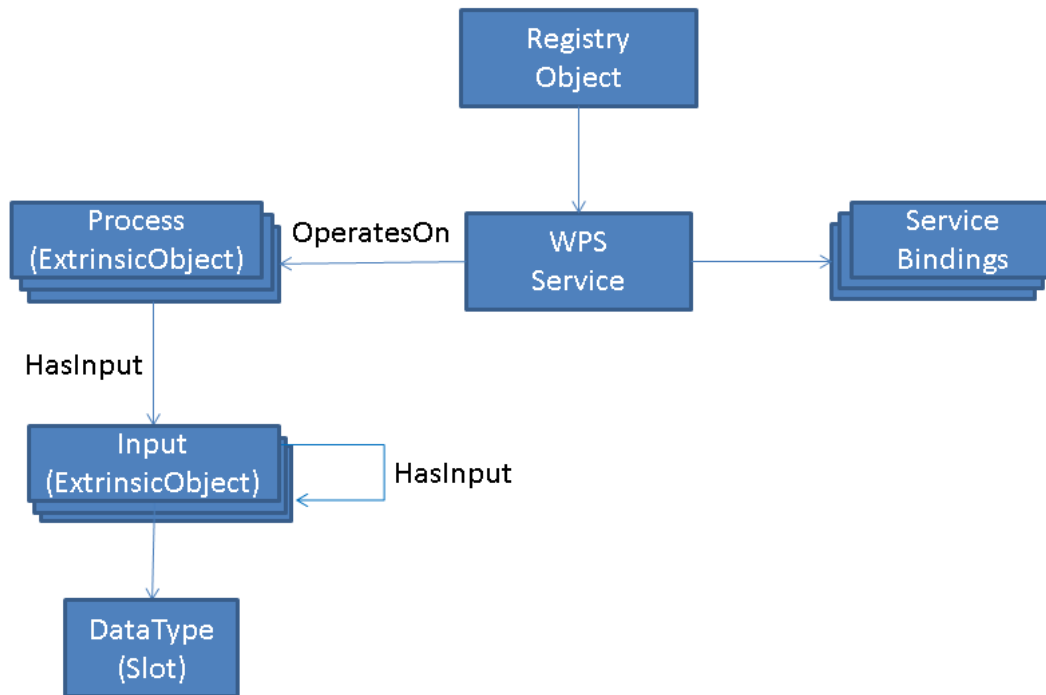 Registry
Object
Process
(ExtrinsicObject)
OperatesOn
WPS
Service
Service
Bindings
HasInput
Input
(ExtrinsicObject)
HasInput
DataType
(Slot)